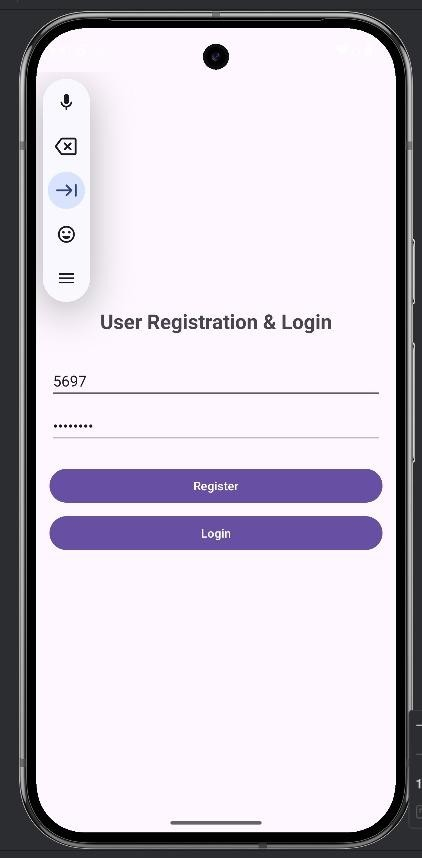 User Registration & Login
5697
••••••••
Register
Login